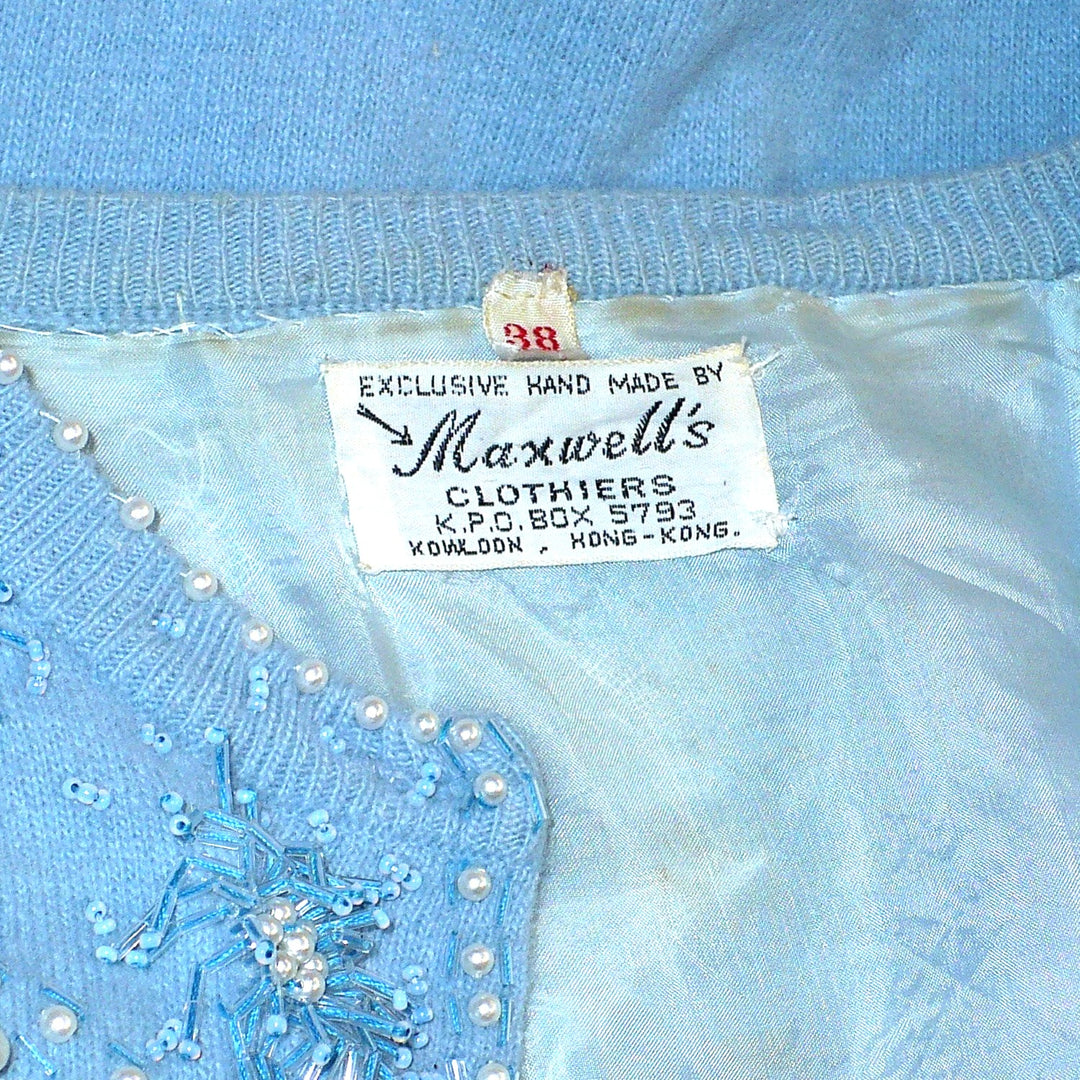 38
EXCLUSIVE HAND MADE BY
Maxwell's
CLOTHIERS
K.P.O. BOX 5793
KOWLOON, HONG-KONG.